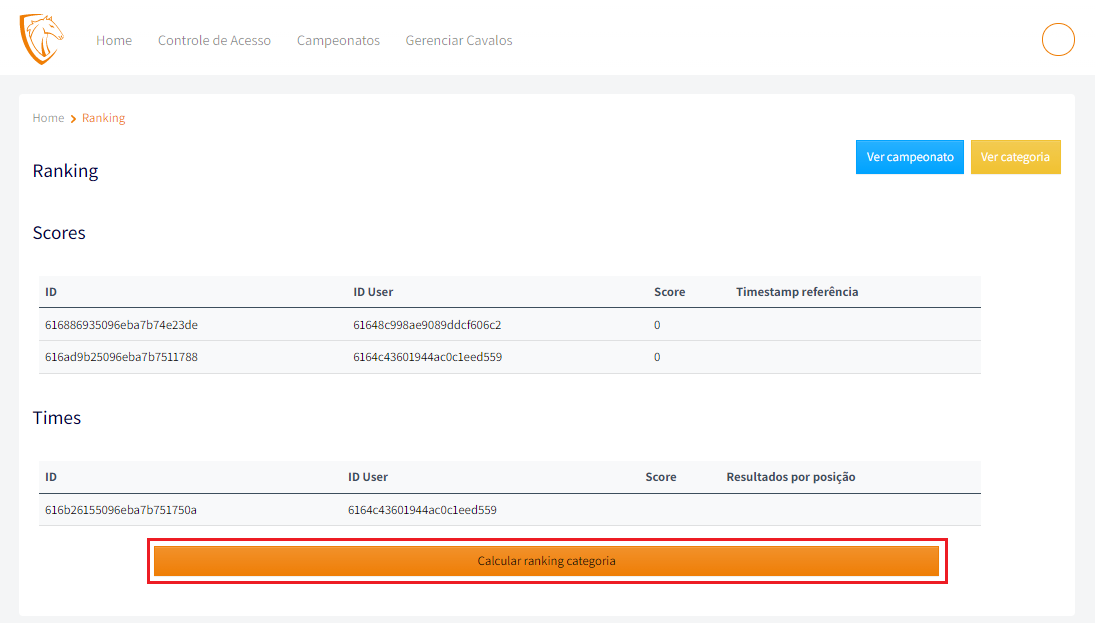 Home Controle de Acesso Campeonatos Gerenciar Cavalos
Home Ranking
Ver campeonato Ver categoria
Ranking
Scores
ID ID User Score Timestamp referência
616886935096eba7b74e23de 61648c998ae9089ddcf606c2 0
616ad9b25096eba7b7511788 6164c43601944ac0c1eed559 0
Times
ID ID User Score Resultados por posição
616b26155096eba7b751750a 6164c43601944ac0c1eed559
Calcular ranking categoria